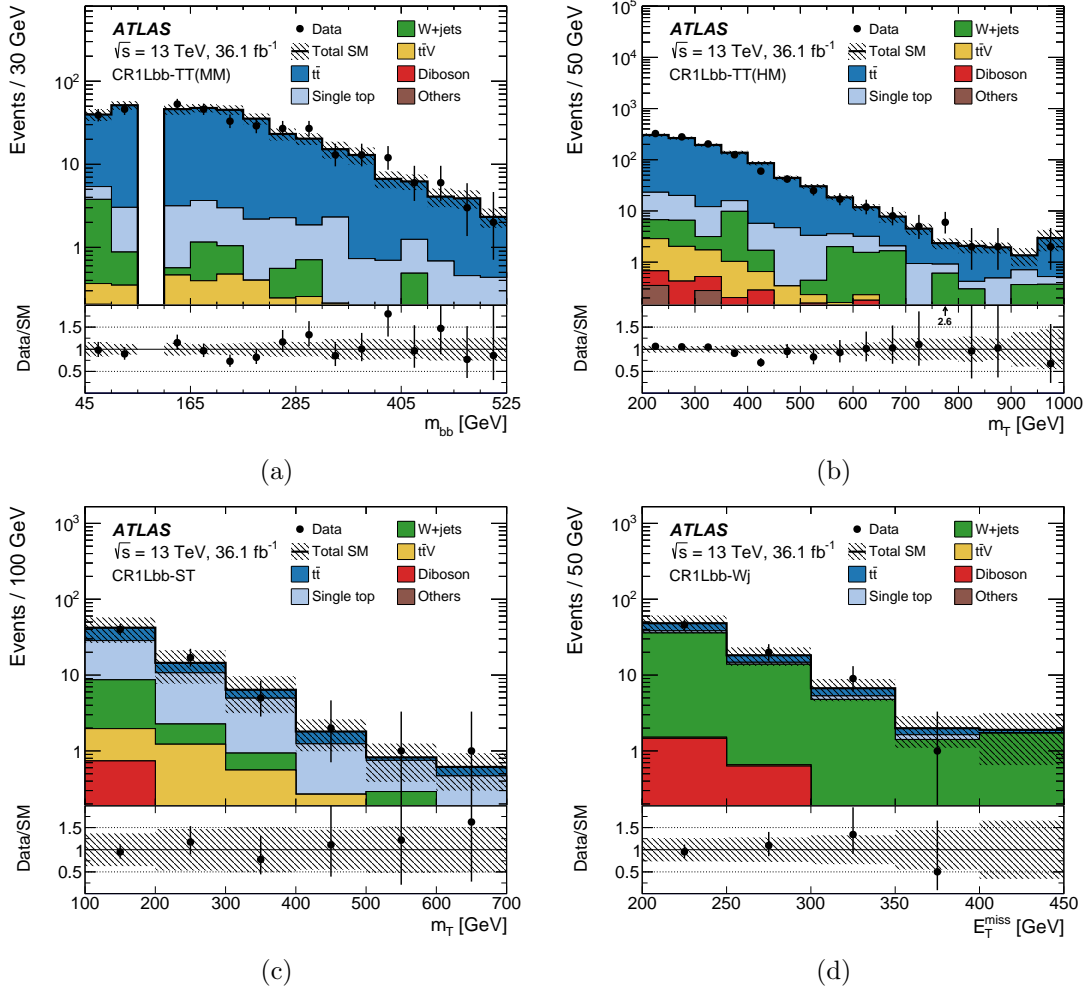 Events / 30 GeV
ATLAS
√s = 13 TeV, 36.1 fb⁻¹
CR1Lbb-TT(MM)
Data
Total SM
tt̄
Single top
W+jets
tt̄V
Diboson
Others
10²
10
1
Data/SM
1.5
1
0.5
45 165 285 405 525
m_bb [GeV]
(a)
Events / 50 GeV
ATLAS
√s = 13 TeV, 36.1 fb⁻¹
CR1Lbb-TT(HM)
Data
Total SM
tt̄
Single top
W+jets
tt̄V
Diboson
Others
10⁵
10⁴
10³
10²
10
1
Data/SM
1.5
1
0.5
2.6
200 300 400 500 600 700 800 900 1000
m_T [GeV]
(b)
Events / 100 GeV
ATLAS
√s = 13 TeV, 36.1 fb⁻¹
CR1Lbb-ST
Data
Total SM
tt̄
Single top
W+jets
tt̄V
Diboson
Others
10³
10²
10
1
Data/SM
1.5
1
0.5
100 200 300 400 500 600 700
m_T [GeV]
(c)
Events / 50 GeV
ATLAS
√s = 13 TeV, 36.1 fb⁻¹
CR1Lbb-Wj
Data
Total SM
tt̄
Single top
W+jets
tt̄V
Diboson
Others
10³
10²
10
1
Data/SM
1.5
1
0.5
200 250 300 350 400 450
E_T^miss [GeV]
(d)